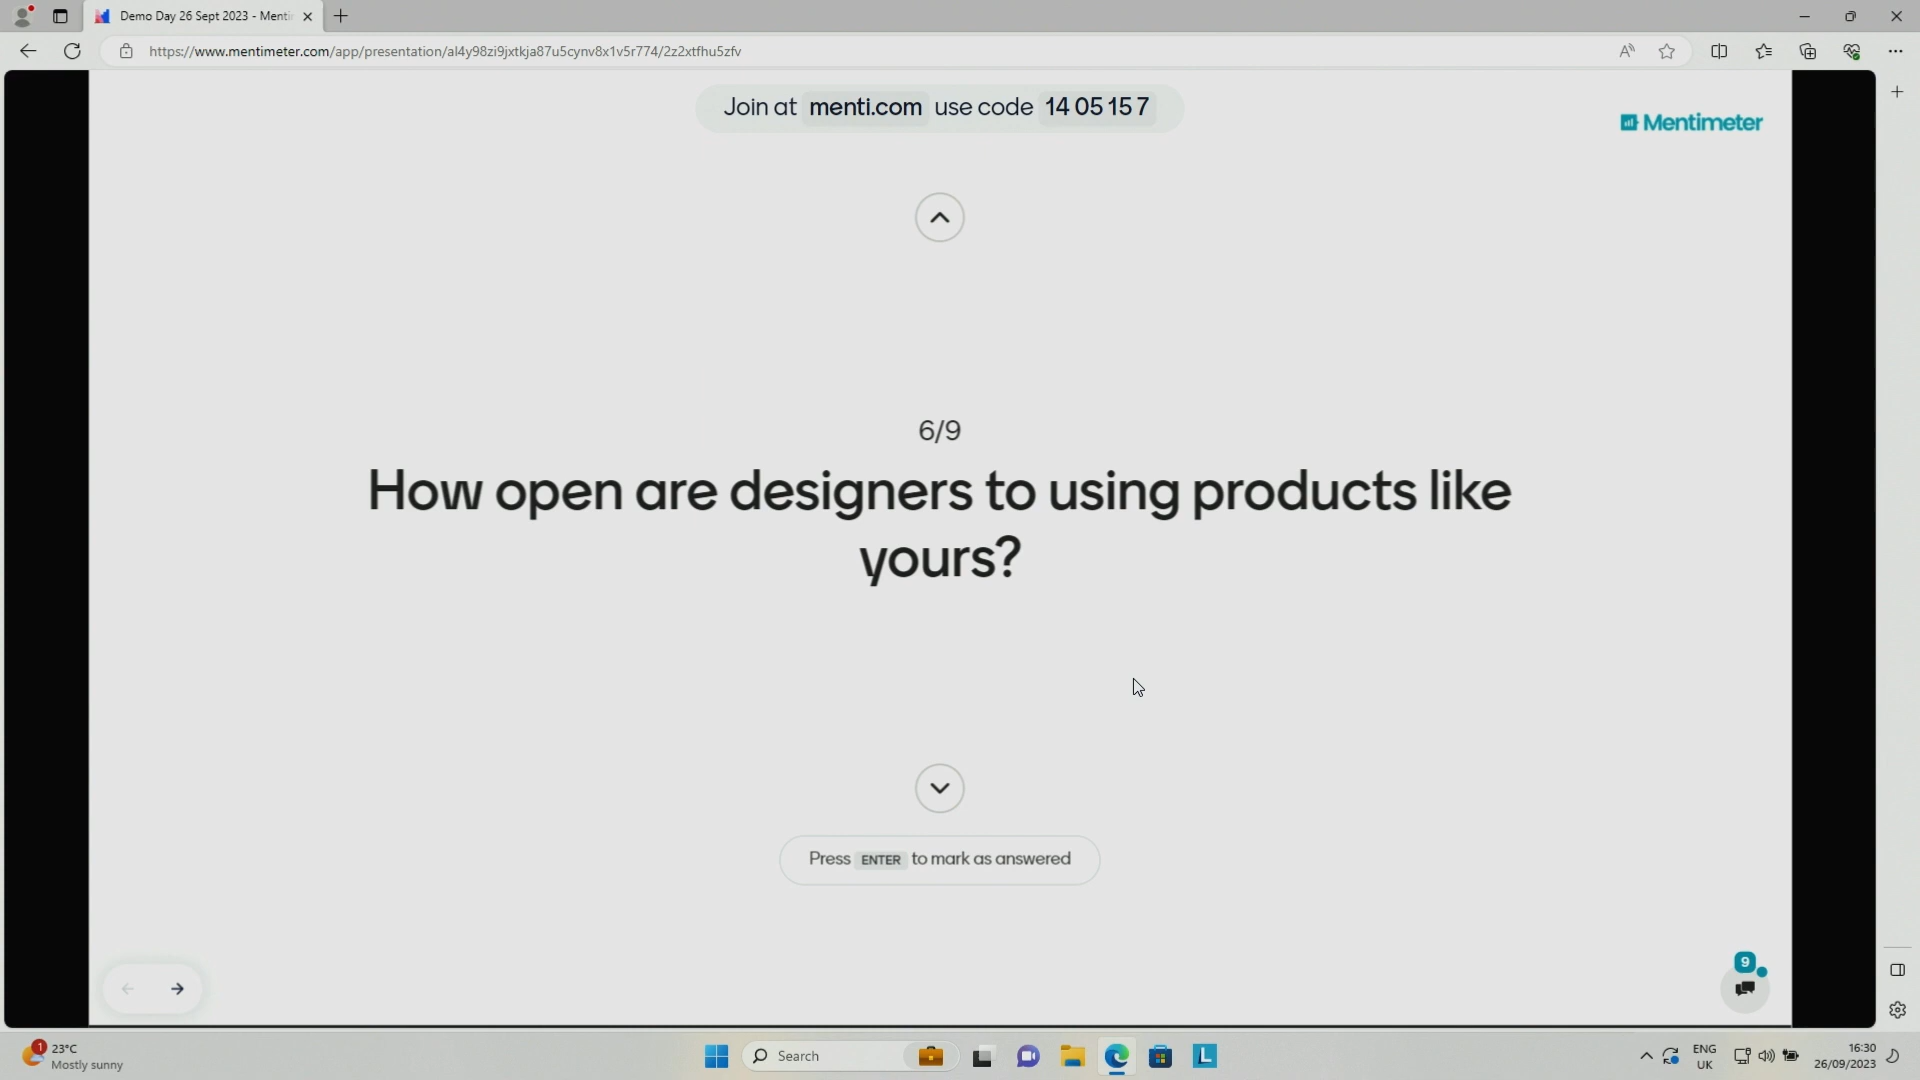 Demo Day 26 Sept 2023 - Menti
https://www.mentimeter.com/app/presentation/al4y98zi9jxtkja87u5cynv8x1v5r774/2z2xtfhu5zfv
Join at menti.com use code 14 05 15 7
Mentimeter
6/9
How open are designers to using products like
yours?
Press ENTER to mark as answered
9
1
23°C
Mostly sunny
Search
L
ENG
UK
16:30
26/09/2023